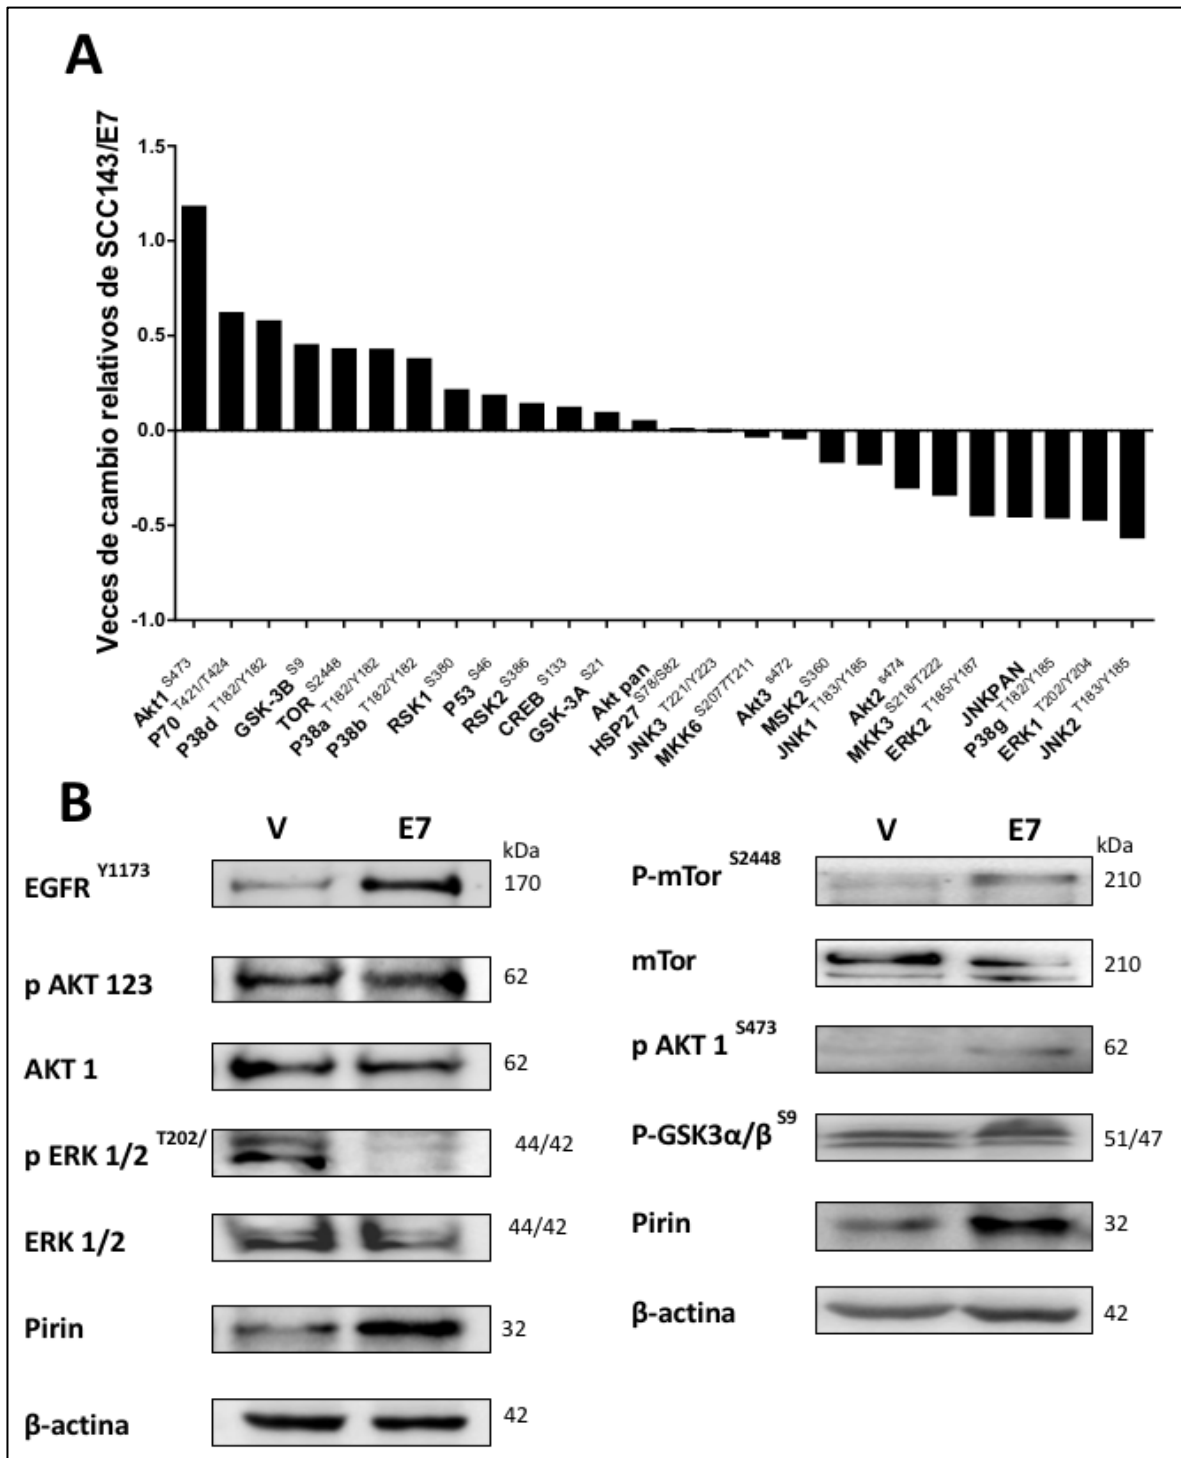 A
Veces de cambio relativos de SCC143/E7
1.5
1.0
0.5
0.0
-0.5
-1.0
Akt1 S473
P70 T421/T424
P38d T182/Y182
GSK-3B S9
TOR S2448
P38a T182/Y182
P38b T182/Y182
RSK1 S380
P53 S46
RSK2 S386
CREB S133
GSK-3A S21
Akt pan
HSP27 S78/S82
JNK3 T221/Y223
MKK6 S2077T211
Akt3 s472
MSK2 S360
JNK1 T183/Y185
Akt2 s474
MKK3 S218/T222
ERK2 T185/Y187
JNKPAN
P38g T182/Y185
ERK1 T202/Y204
JNK2 T183/Y185
B
V E7
kDa
EGFR Y1173 170
p AKT 123 62
AKT 1 62
p ERK 1/2 T202/ 44/42
ERK 1/2 44/42
Pirin 32
β-actina 42
V E7
kDa
P-mTor S2448 210
mTor 210
p AKT 1 S473 62
P-GSK3α/β S9 51/47
Pirin 32
β-actina 42